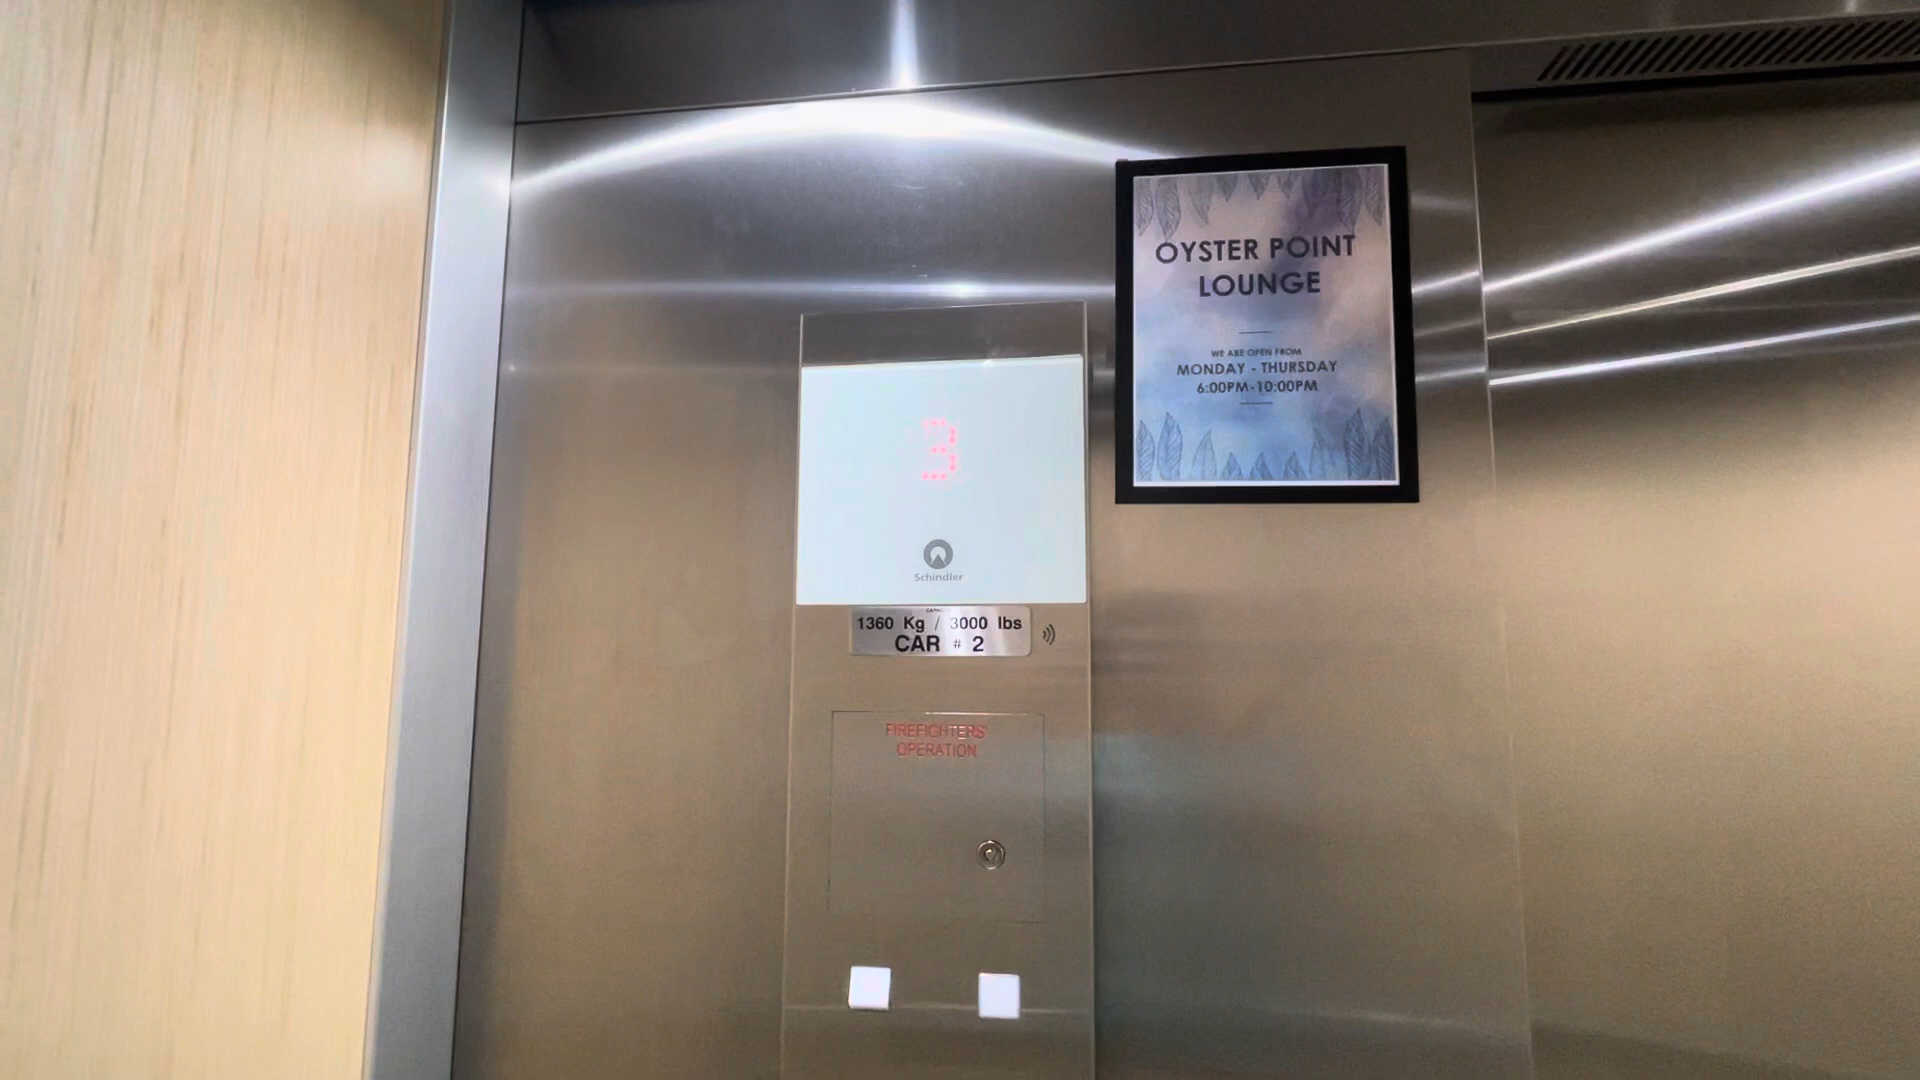 OYSTER POINT
LOUNGE
WE ARE OPEN FROM
MONDAY - THURSDAY
6:00PM-10:00PM
3
Schindler
CAPACITY
1360 Kg / 3000 lbs
CAR # 2
FIREFIGHTERS'
OPERATION